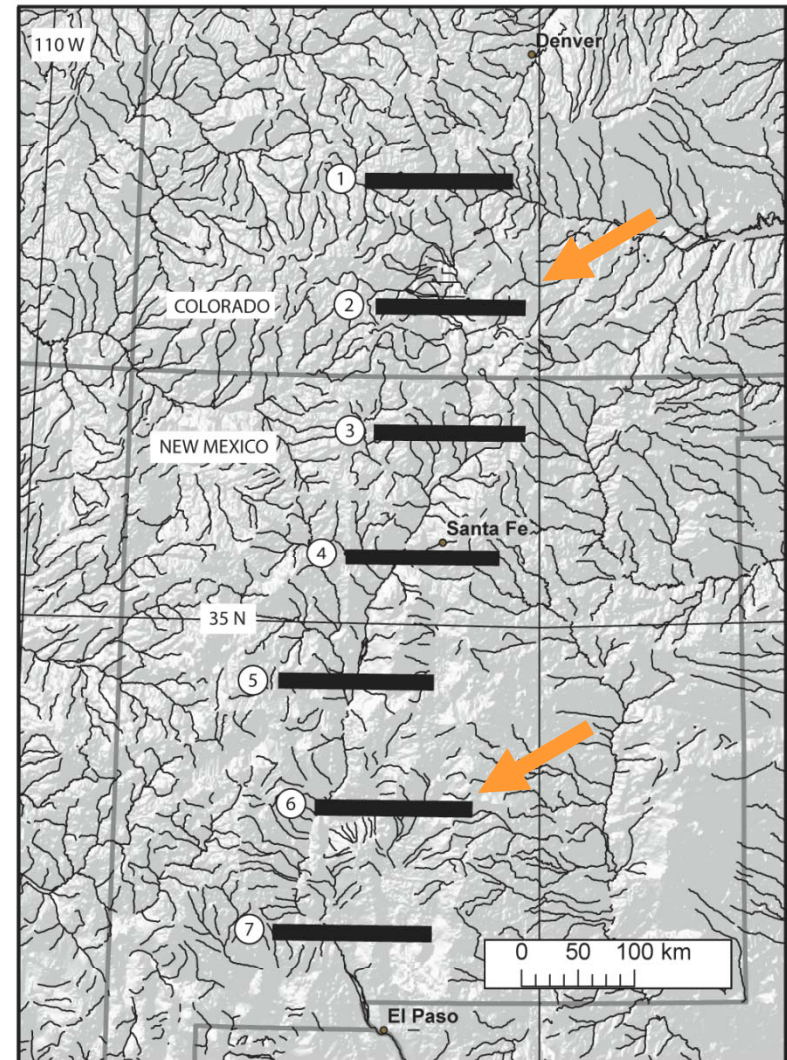 110 W
Denver
1
COLORADO
2
3
NEW MEXICO
Santa Fe
4
35 N
5
6
7
0 50 100 km
El Paso